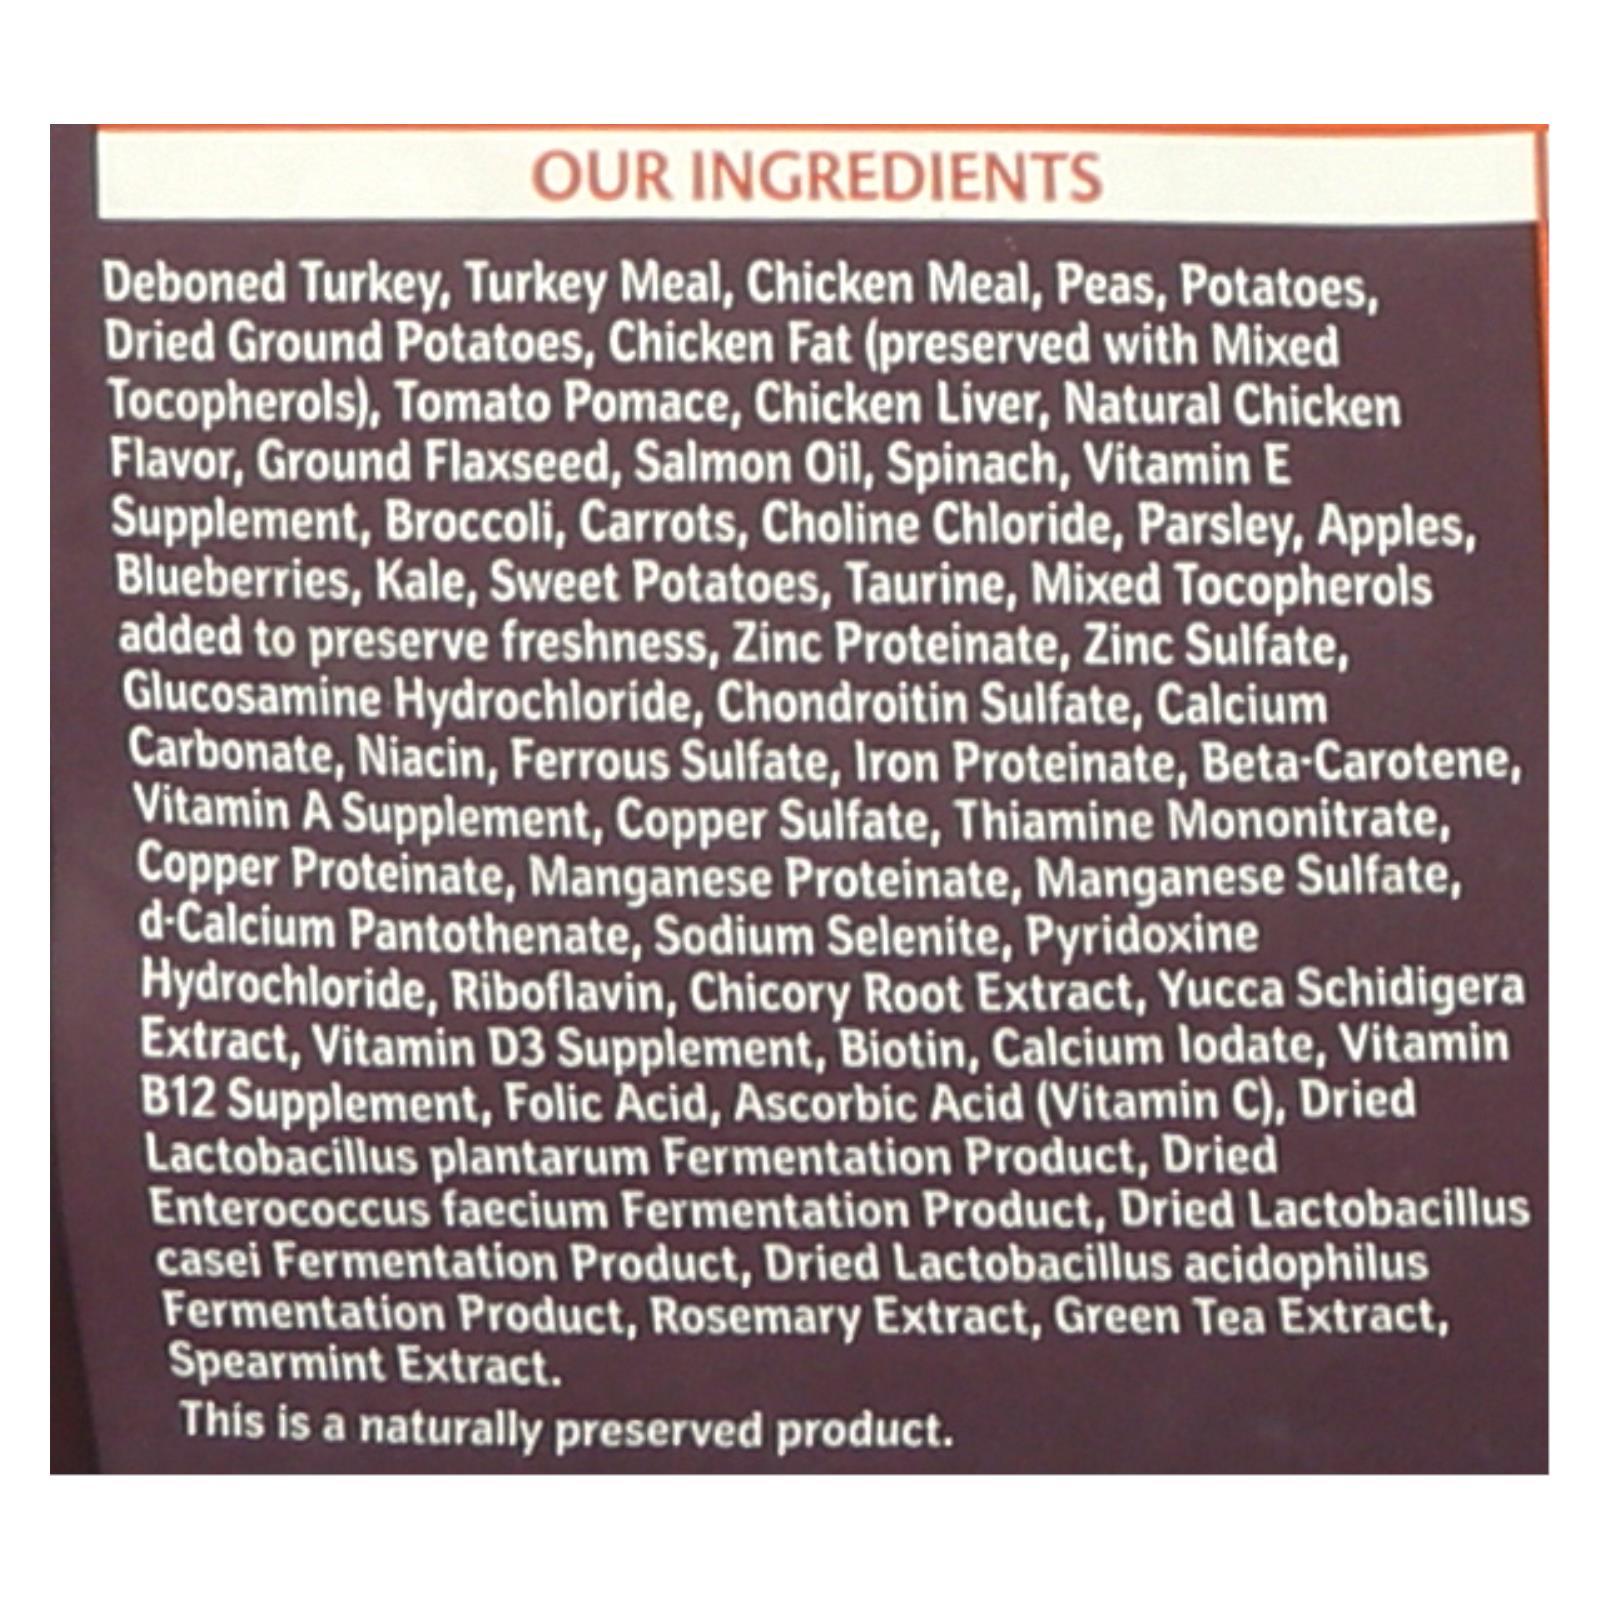 OUR INGREDIENTS
Deboned Turkey, Turkey Meal, Chicken Meal, Peas, Potatoes,
Dried Ground Potatoes, Chicken Fat (preserved with Mixed
Tocopherols), Tomato Pomace, Chicken Liver, Natural Chicken
Flavor, Ground Flaxseed, Salmon Oil, Spinach, Vitamin E
Supplement, Broccoli, Carrots, Choline Chloride, Parsley, Apples,
Blueberries, Kale, Sweet Potatoes, Taurine, Mixed Tocopherols
added to preserve freshness, Zinc Proteinate, Zinc Sulfate,
Glucosamine Hydrochloride, Chondroitin Sulfate, Calcium
Carbonate, Niacin, Ferrous Sulfate, Iron Proteinate, Beta-Carotene,
Vitamin A Supplement, Copper Sulfate, Thiamine Mononitrate,
Copper Proteinate, Manganese Proteinate, Manganese Sulfate,
d-Calcium Pantothenate, Sodium Selenite, Pyridoxine
Hydrochloride, Riboflavin, Chicory Root Extract, Yucca Schidigera
Extract, Vitamin D3 Supplement, Biotin, Calcium Iodate, Vitamin
B12 Supplement, Folic Acid, Ascorbic Acid (Vitamin C), Dried
Lactobacillus plantarum Fermentation Product, Dried
Enterococcus faecium Fermentation Product, Dried Lactobacillus
casei Fermentation Product, Dried Lactobacillus acidophilus
Fermentation Product, Rosemary Extract, Green Tea Extract,
Spearmint Extract.
This is a naturally preserved product.